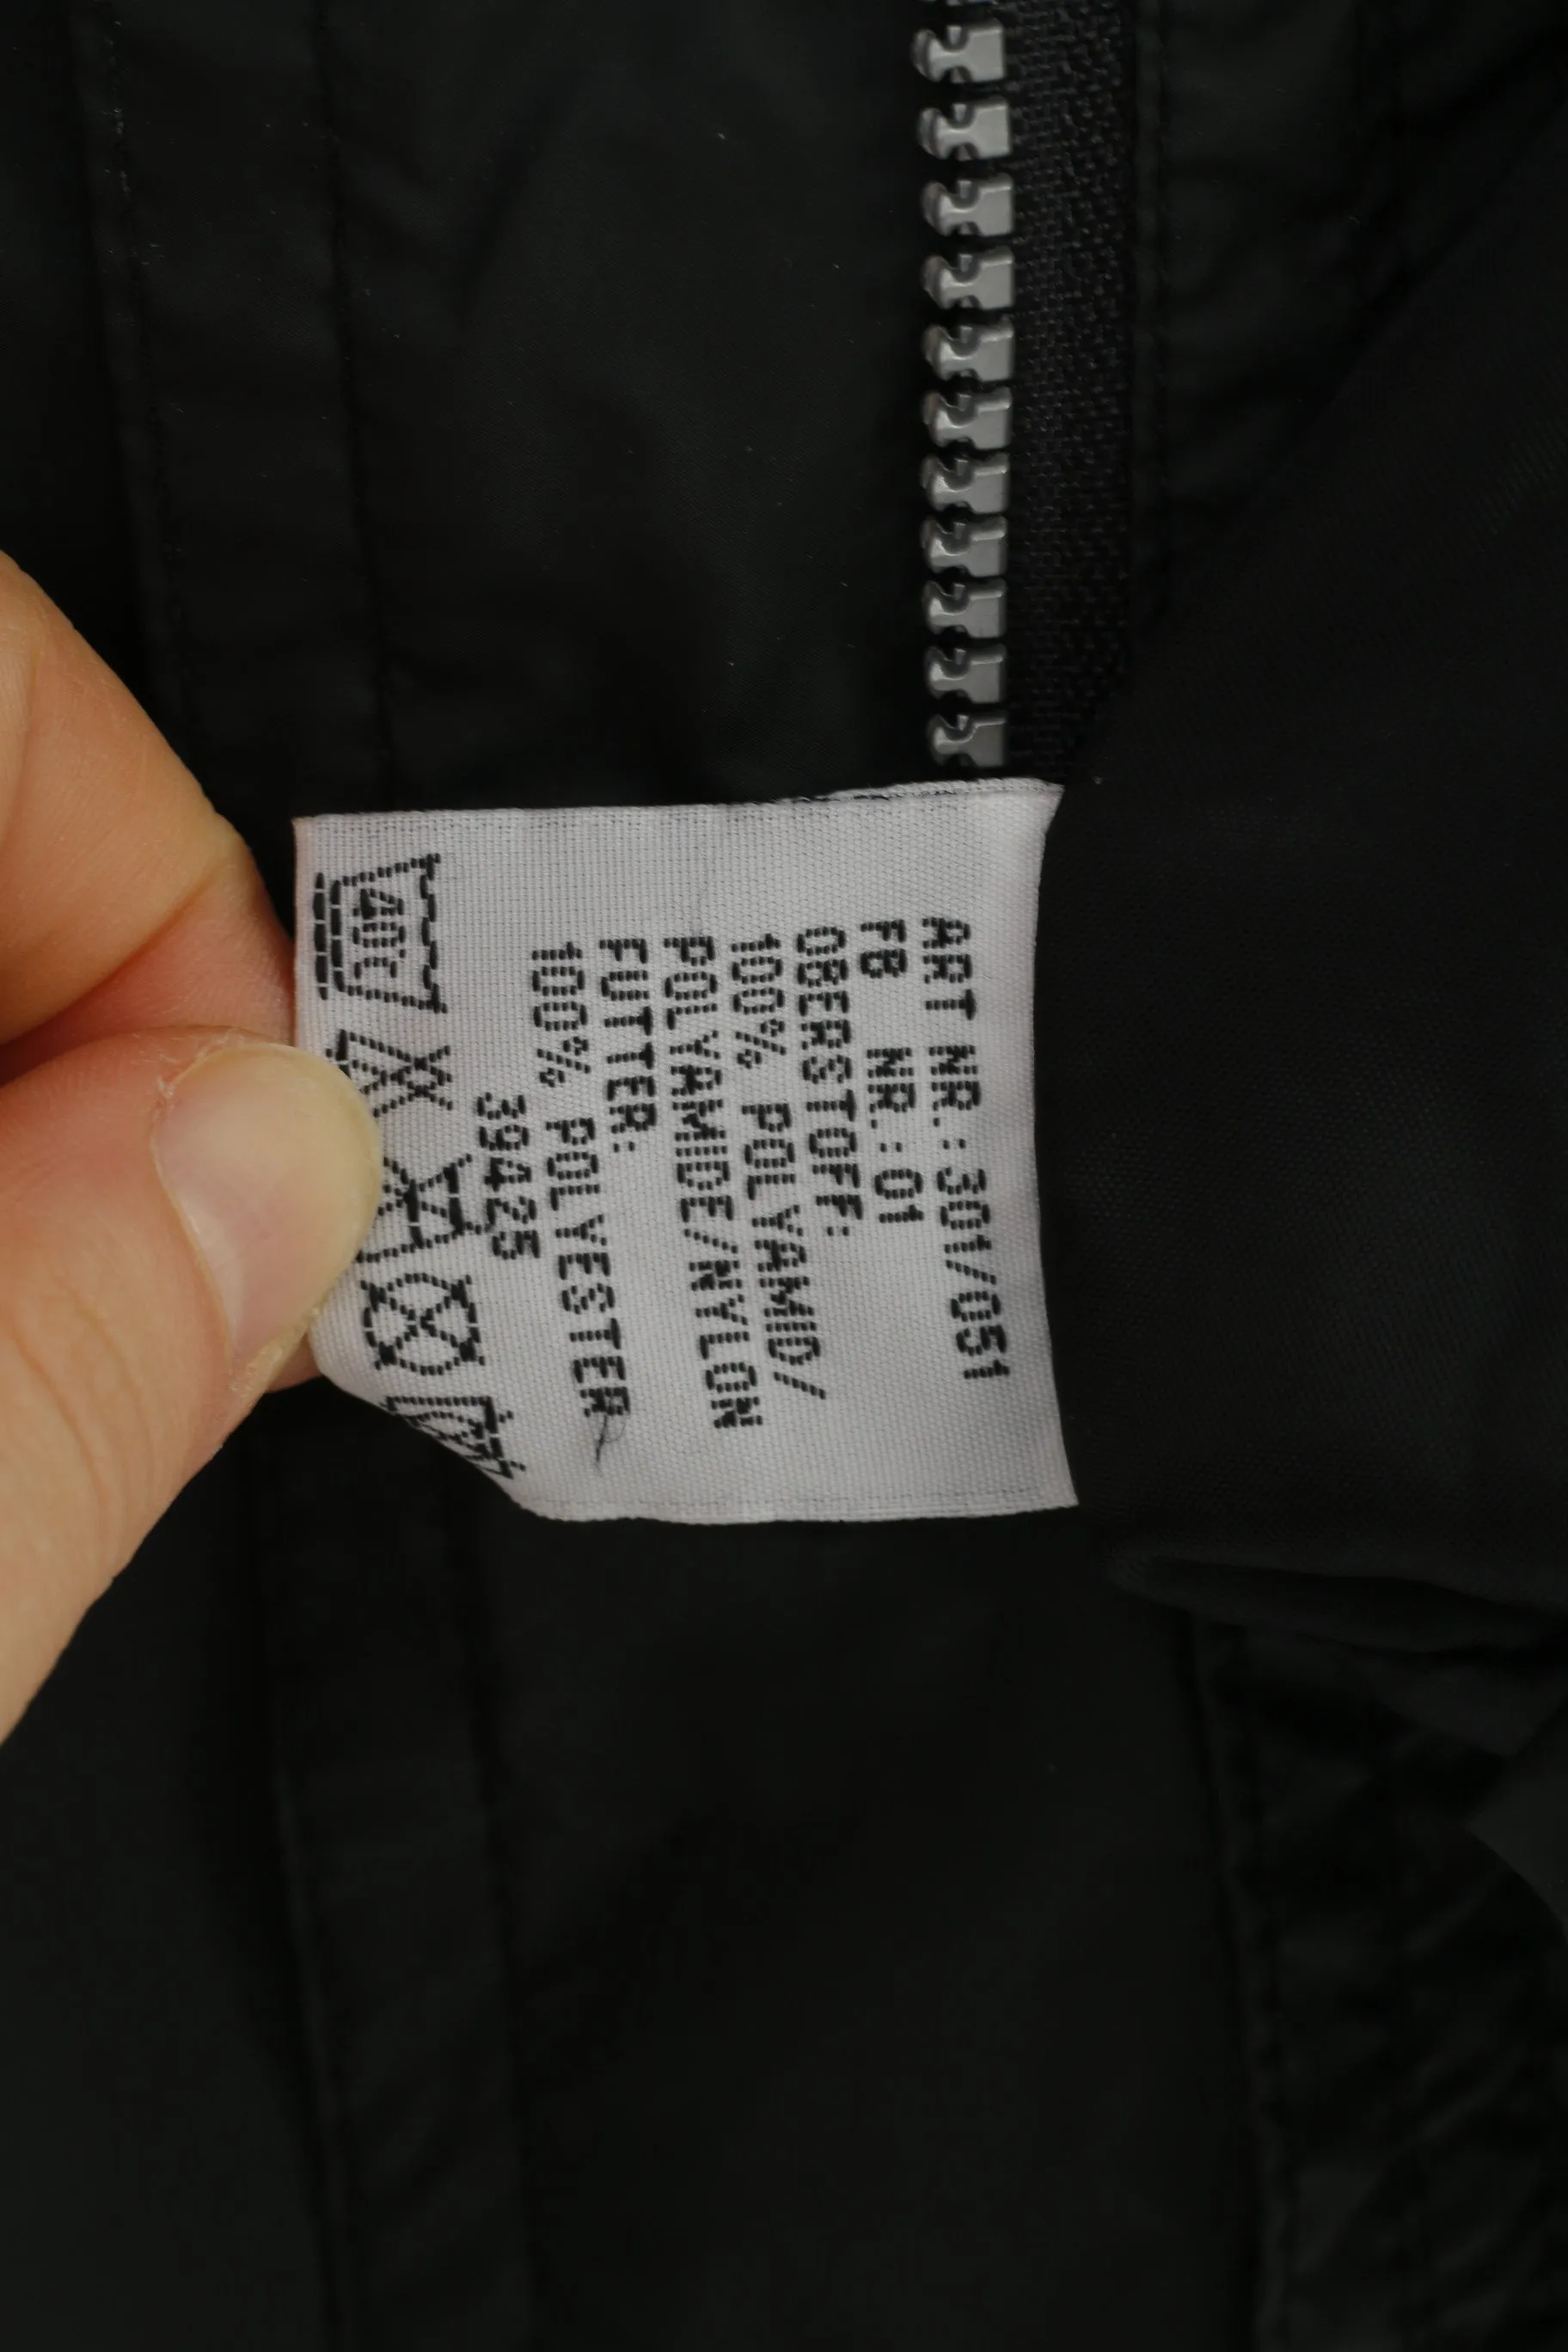 ART NR.: 301/051
FB NR.: 01
OBERSTOFF:
100% POLYAMID/
POLYAMIDE/NYLON
FUTTER:
100% POLYESTER
39425
40°C